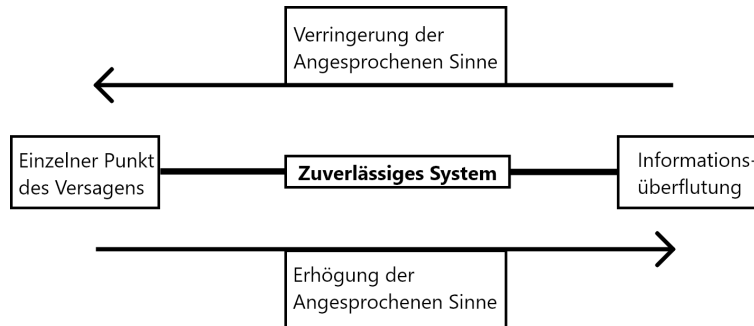 Verringerung der
Angesprochenen Sinne
Einzelner Punkt
des Versagens
Zuverlässiges System
Informations-
überflutung
Erhögung der
Angesprochenen Sinne